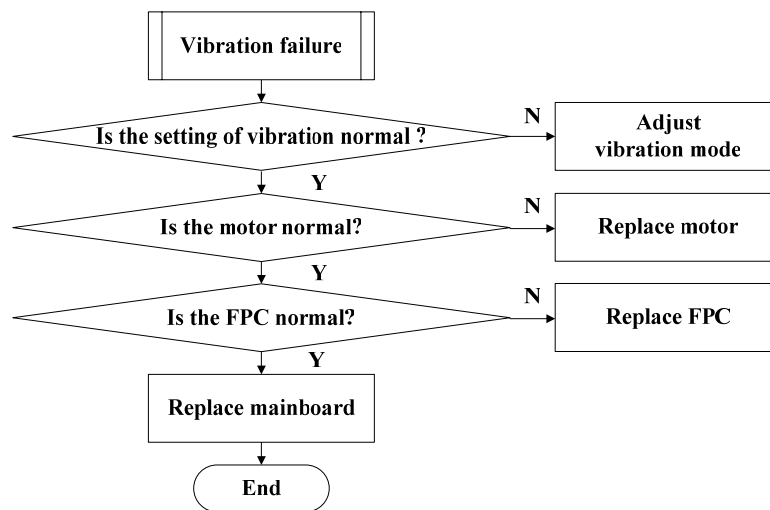 Vibration failure
Is the setting of vibration normal ?
N
Adjust
vibration mode
Y
Is the motor normal?
N
Replace motor
Y
Is the FPC normal?
N
Replace FPC
Y
Replace mainboard
End